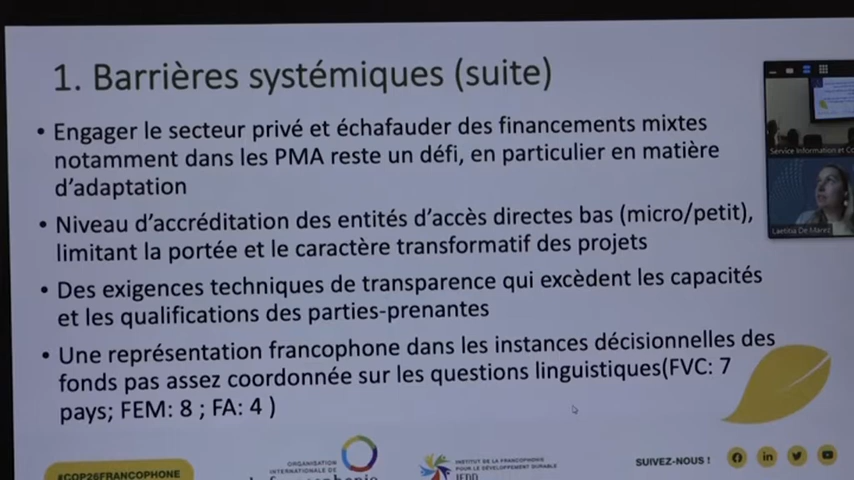 1. Barrières systémiques (suite)
• Engager le secteur privé et échafauder des financements mixtes
notamment dans les PMA reste un défi, en particulier en matière
d'adaptation
• Niveau d'accréditation des entités d'accès directes bas (micro/petit),
limitant la portée et le caractère transformatif des projets
• Des exigences techniques de transparence qui excèdent les capacités
et les qualifications des parties-prenantes
• Une représentation francophone dans les instances décisionnelles des
fonds pas assez coordonnée sur les questions linguistiques(FVC: 7
pays; FEM: 8 ; FA: 4 )
Service Information et Co
Laetitia De Marez
#COP26FRANCOPHONE
ORGANISATION
INTERNATIONALE DE
la francophonie
INSTITUT DE LA FRANCOPHONIE
POUR LE DÉVELOPPEMENT DURABLE
IFDD
SUIVEZ-NOUS !